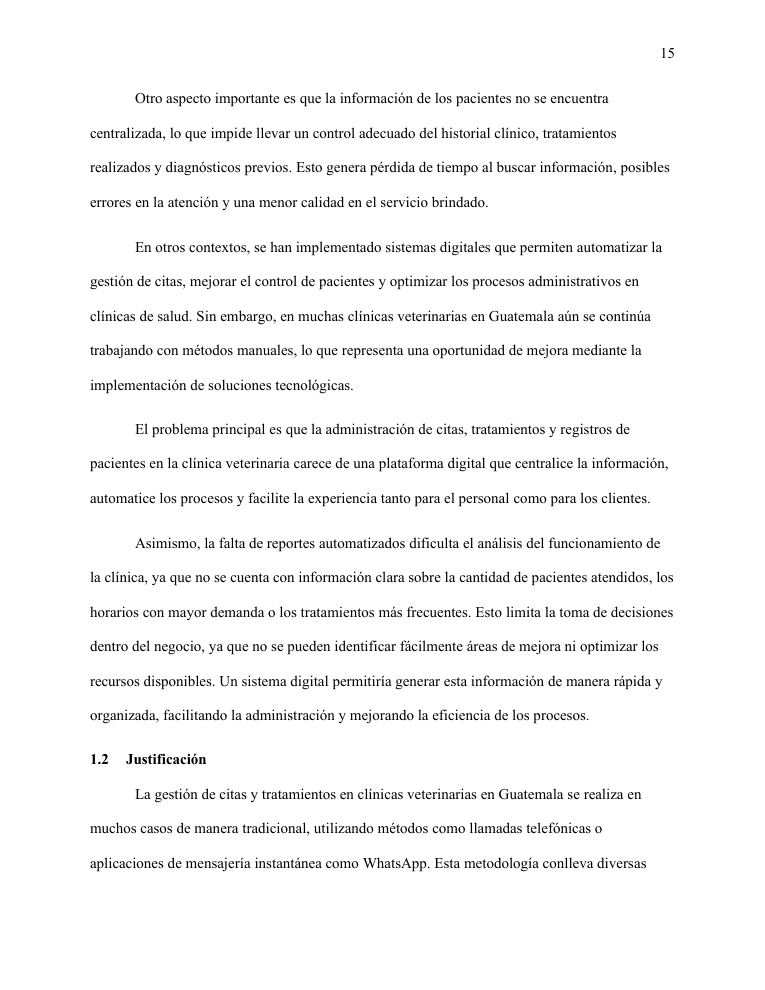 15
Otro aspecto importante es que la información de los pacientes no se encuentra
centralizada, lo que impide llevar un control adecuado del historial clínico, tratamientos
realizados y diagnósticos previos. Esto genera pérdida de tiempo al buscar información, posibles
errores en la atención y una menor calidad en el servicio brindado.
En otros contextos, se han implementado sistemas digitales que permiten automatizar la
gestión de citas, mejorar el control de pacientes y optimizar los procesos administrativos en
clínicas de salud. Sin embargo, en muchas clínicas veterinarias en Guatemala aún se continúa
trabajando con métodos manuales, lo que representa una oportunidad de mejora mediante la
implementación de soluciones tecnológicas.
El problema principal es que la administración de citas, tratamientos y registros de
pacientes en la clínica veterinaria carece de una plataforma digital que centralice la información,
automatice los procesos y facilite la experiencia tanto para el personal como para los clientes.
Asimismo, la falta de reportes automatizados dificulta el análisis del funcionamiento de
la clínica, ya que no se cuenta con información clara sobre la cantidad de pacientes atendidos, los
horarios con mayor demanda o los tratamientos más frecuentes. Esto limita la toma de decisiones
dentro del negocio, ya que no se pueden identificar fácilmente áreas de mejora ni optimizar los
recursos disponibles. Un sistema digital permitiría generar esta información de manera rápida y
organizada, facilitando la administración y mejorando la eficiencia de los procesos.
1.2 Justificación
La gestión de citas y tratamientos en clínicas veterinarias en Guatemala se realiza en
muchos casos de manera tradicional, utilizando métodos como llamadas telefónicas o
aplicaciones de mensajería instantánea como WhatsApp. Esta metodología conlleva diversas